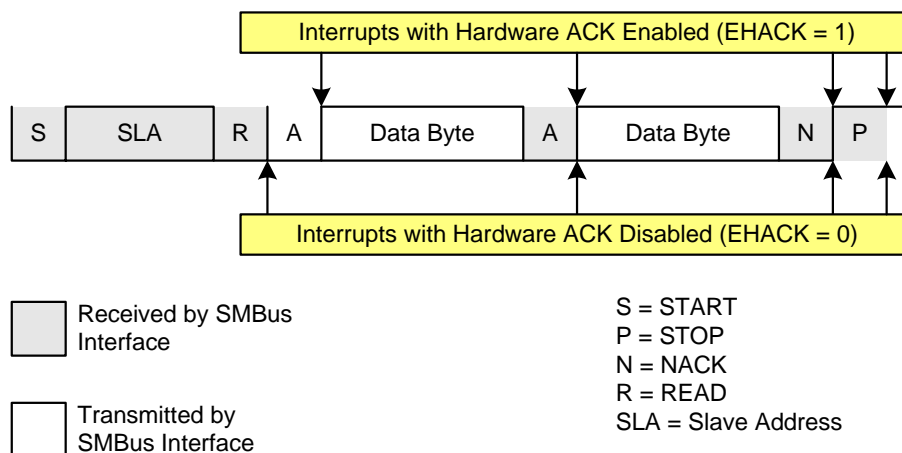 Interrupts with Hardware ACK Enabled (EHACK = 1)
S SLA R A Data Byte A Data Byte N P
Interrupts with Hardware ACK Disabled (EHACK = 0)
Received by SMBus
Interface
Transmitted by
SMBus Interface
S = START
P = STOP
N = NACK
R = READ
SLA = Slave Address